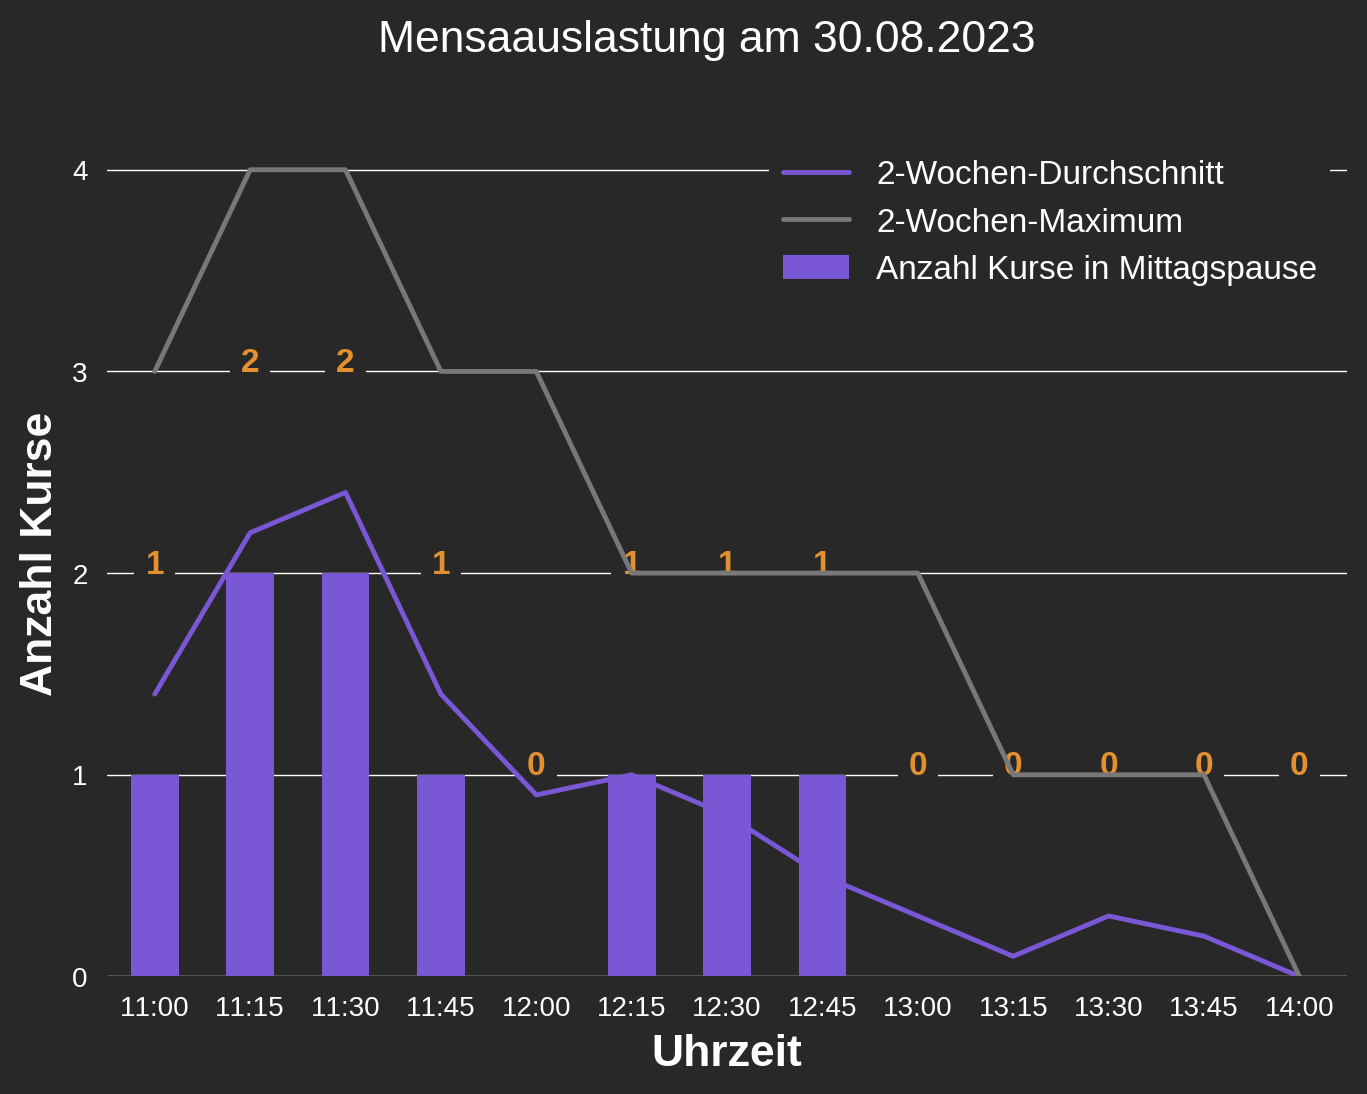 Mensaauslastung am 30.08.2023
2-Wochen-Durchschnitt
2-Wochen-Maximum
Anzahl Kurse in Mittagspause
Anzahl Kurse
4
3
2
1
0
2 2
1 1 1 1 1
0 0 0 0 0 0
11:00 11:15 11:30 11:45 12:00 12:15 12:30 12:45 13:00 13:15 13:30 13:45 14:00
Uhrzeit